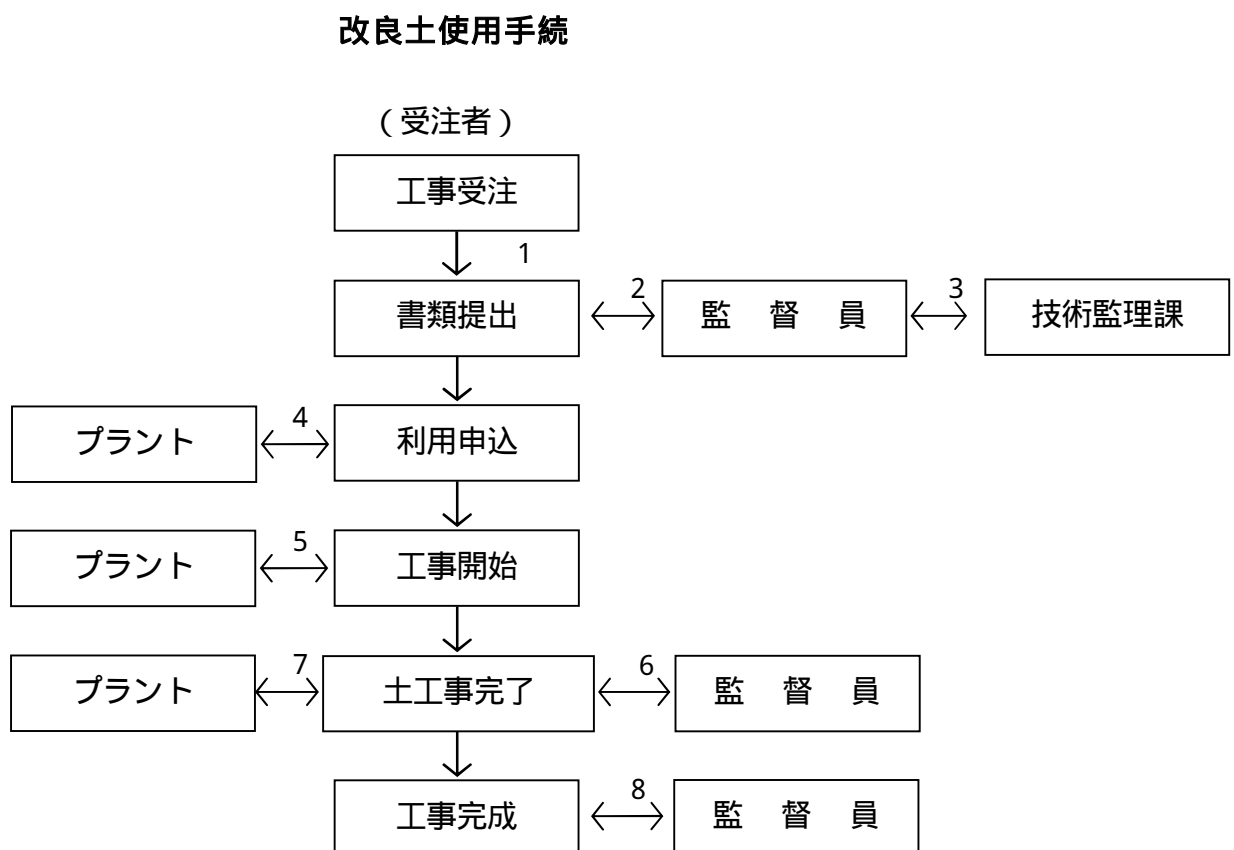 改良土使用手続
（受注者）
工事受注
1
書類提出
2
監　督　員
3
技術監理課
プラント
4
利用申込
プラント
5
工事開始
プラント
7
土工事完了
6
監　督　員
工事完成
8
監　督　員